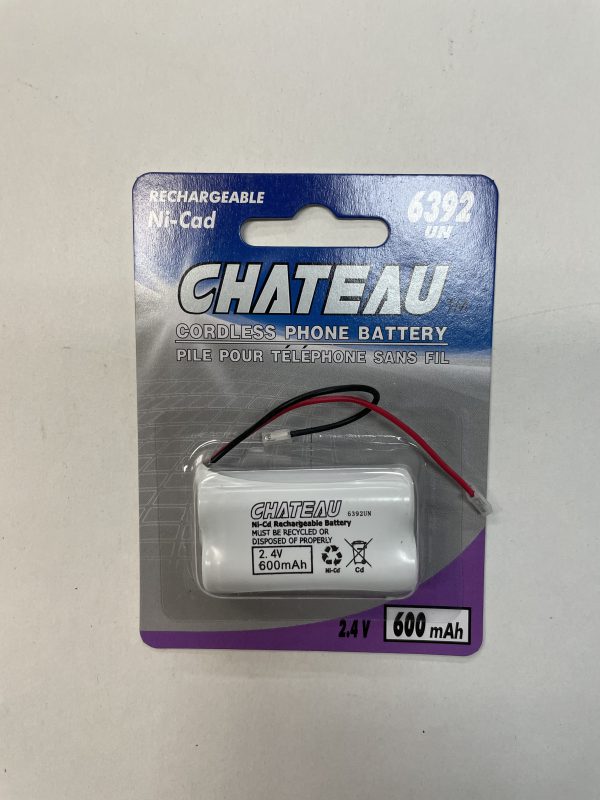 RECHARGEABLE
Ni-Cad
6392
UN
CHATEAU
CORDLESS PHONE BATTERY
PILE POUR TÉLÉPHONE SANS FIL
CHATEAU 6392UN
Ni-Cd Rechargeable Battery
MUST BE RECYCLED OR
DISPOSED OF PROPERLY
2.4V
600mAh
Ni-Cd
Cd
2.4 V
600 mAh